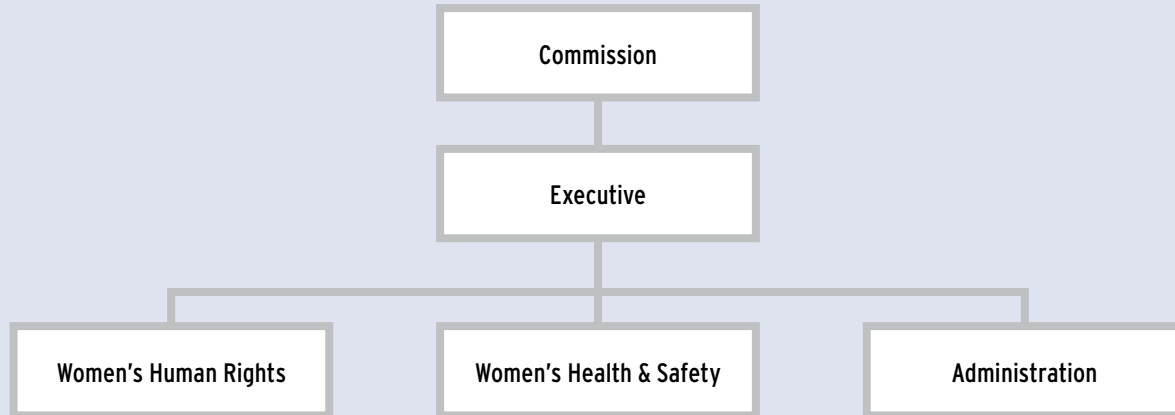 Commission
Executive
Women's Human Rights
Women's Health & Safety
Administration